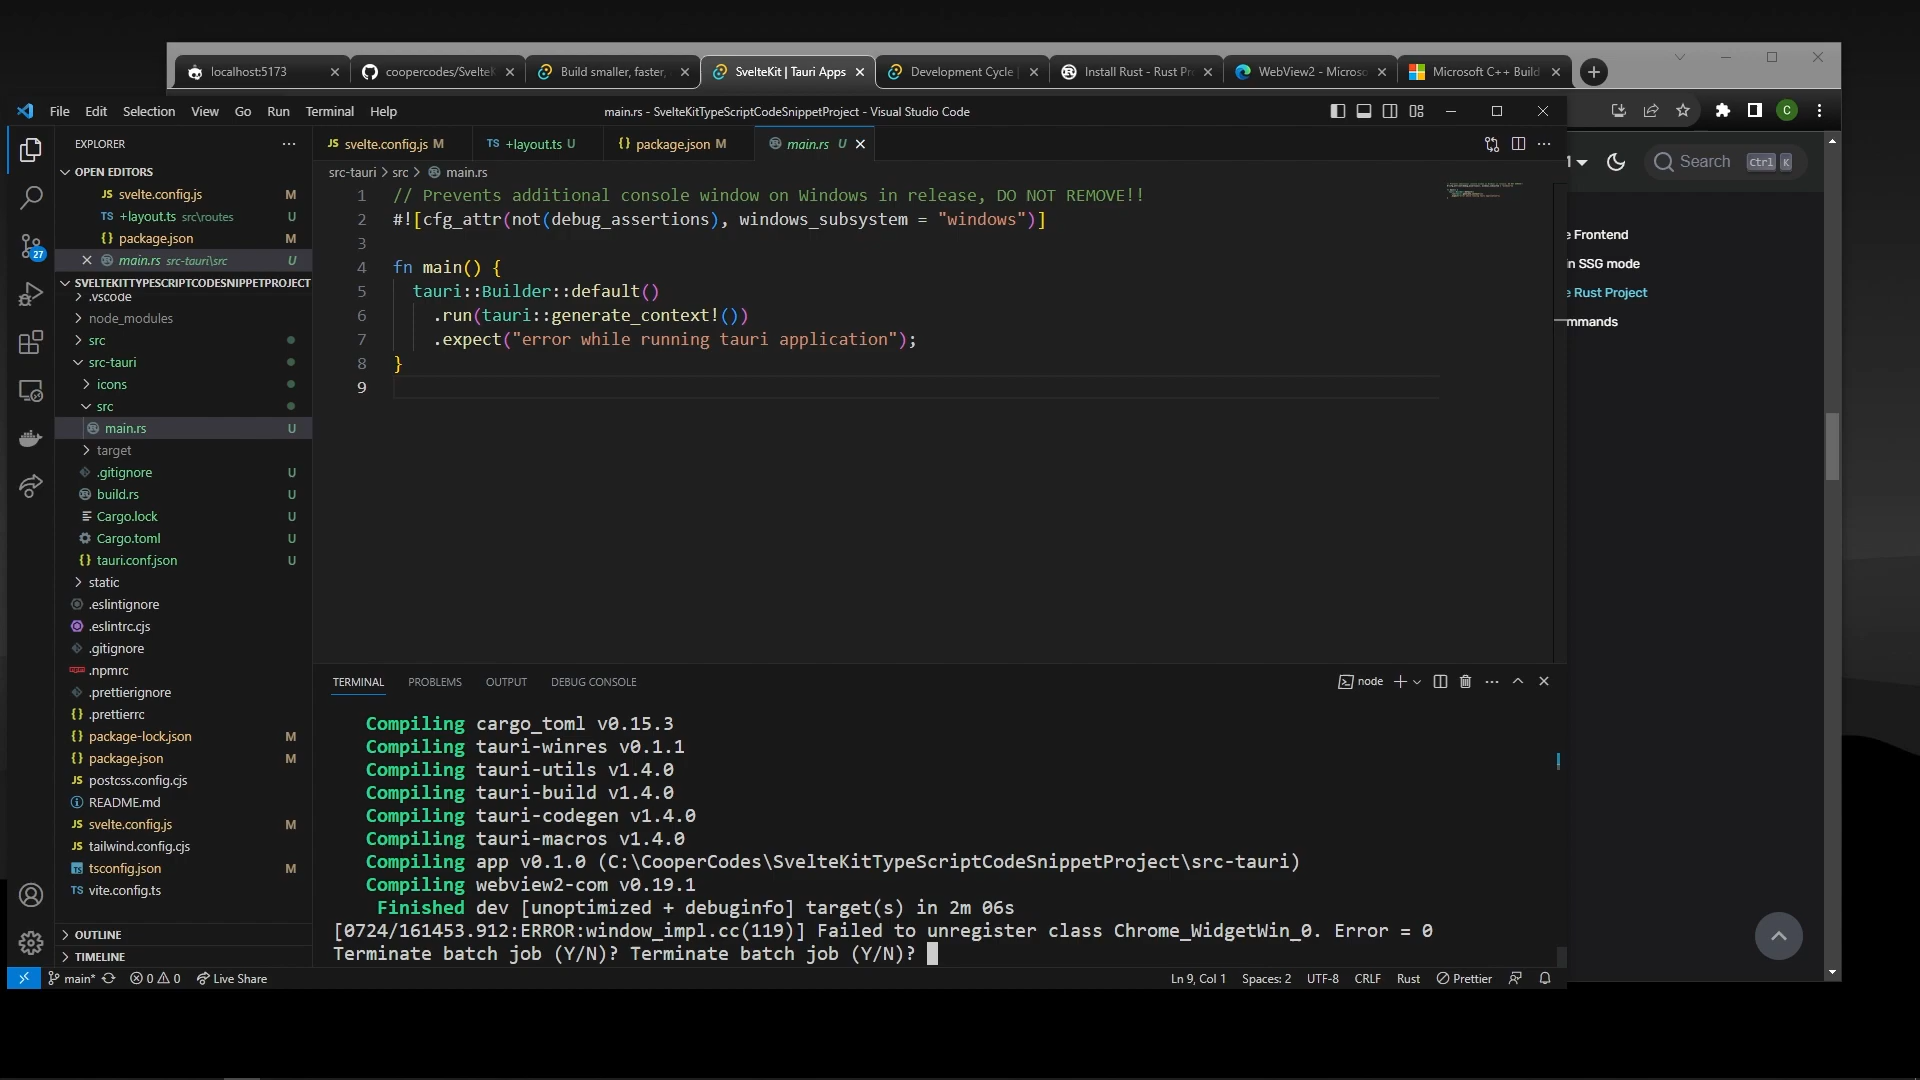 localhost:5173
coopercodes/SvelteK
Build smaller, faster,
SvelteKit | Tauri Apps
Development Cycle |
Install Rust - Rust Pr
WebView2 - Microso
Microsoft C++ Build
File Edit Selection View Go Run Terminal Help
main.rs - SvelteKitTypeScriptCodeSnippetProject - Visual Studio Code
C
EXPLORER
OPEN EDITORS
svelte.config.js M
+layout.ts src\routes U
package.json M
main.rs src-tauri\src U
SVELTEKITTYPESCRIPTCODESNIPPETPROJECT
.vscode
node_modules
src
src-tauri
icons
src
main.rs U
target
.gitignore U
build.rs U
Cargo.lock U
Cargo.toml U
tauri.conf.json U
static
.eslintignore
.eslintrc.cjs
.gitignore
.npmrc
.prettierignore
.prettierrc
package-lock.json M
package.json M
postcss.config.cjs
README.md
svelte.config.js M
tailwind.config.cjs
tsconfig.json M
vite.config.ts
OUTLINE
TIMELINE
27
JS svelte.config.js M
TS +layout.ts U
{} package.json M
main.rs U
src-tauri > src > main.rs
1 // Prevents additional console window on Windows in release, DO NOT REMOVE!!
2 #![cfg_attr(not(debug_assertions), windows_subsystem = "windows")]
3
4 fn main() {
5 tauri::Builder::default()
6 .run(tauri::generate_context!())
7 .expect("error while running tauri application");
8 }
9
TERMINAL PROBLEMS OUTPUT DEBUG CONSOLE
node
Compiling cargo_toml v0.15.3
Compiling tauri-winres v0.1.1
Compiling tauri-utils v1.4.0
Compiling tauri-build v1.4.0
Compiling tauri-codegen v1.4.0
Compiling tauri-macros v1.4.0
Compiling app v0.1.0 (C:\CooperCodes\SvelteKitTypeScriptCodeSnippetProject\src-tauri)
Compiling webview2-com v0.19.1
Finished dev [unoptimized + debuginfo] target(s) in 2m 06s
[0724/161453.912:ERROR:window_impl.cc(119)] Failed to unregister class Chrome_WidgetWin_0. Error = 0
Terminate batch job (Y/N)? Terminate batch job (Y/N)?
main* 0 0 Live Share
Ln 9, Col 1 Spaces: 2 UTF-8 CRLF Rust Prettier
Search Ctrl K
e Frontend
in SSG mode
e Rust Project
mmands